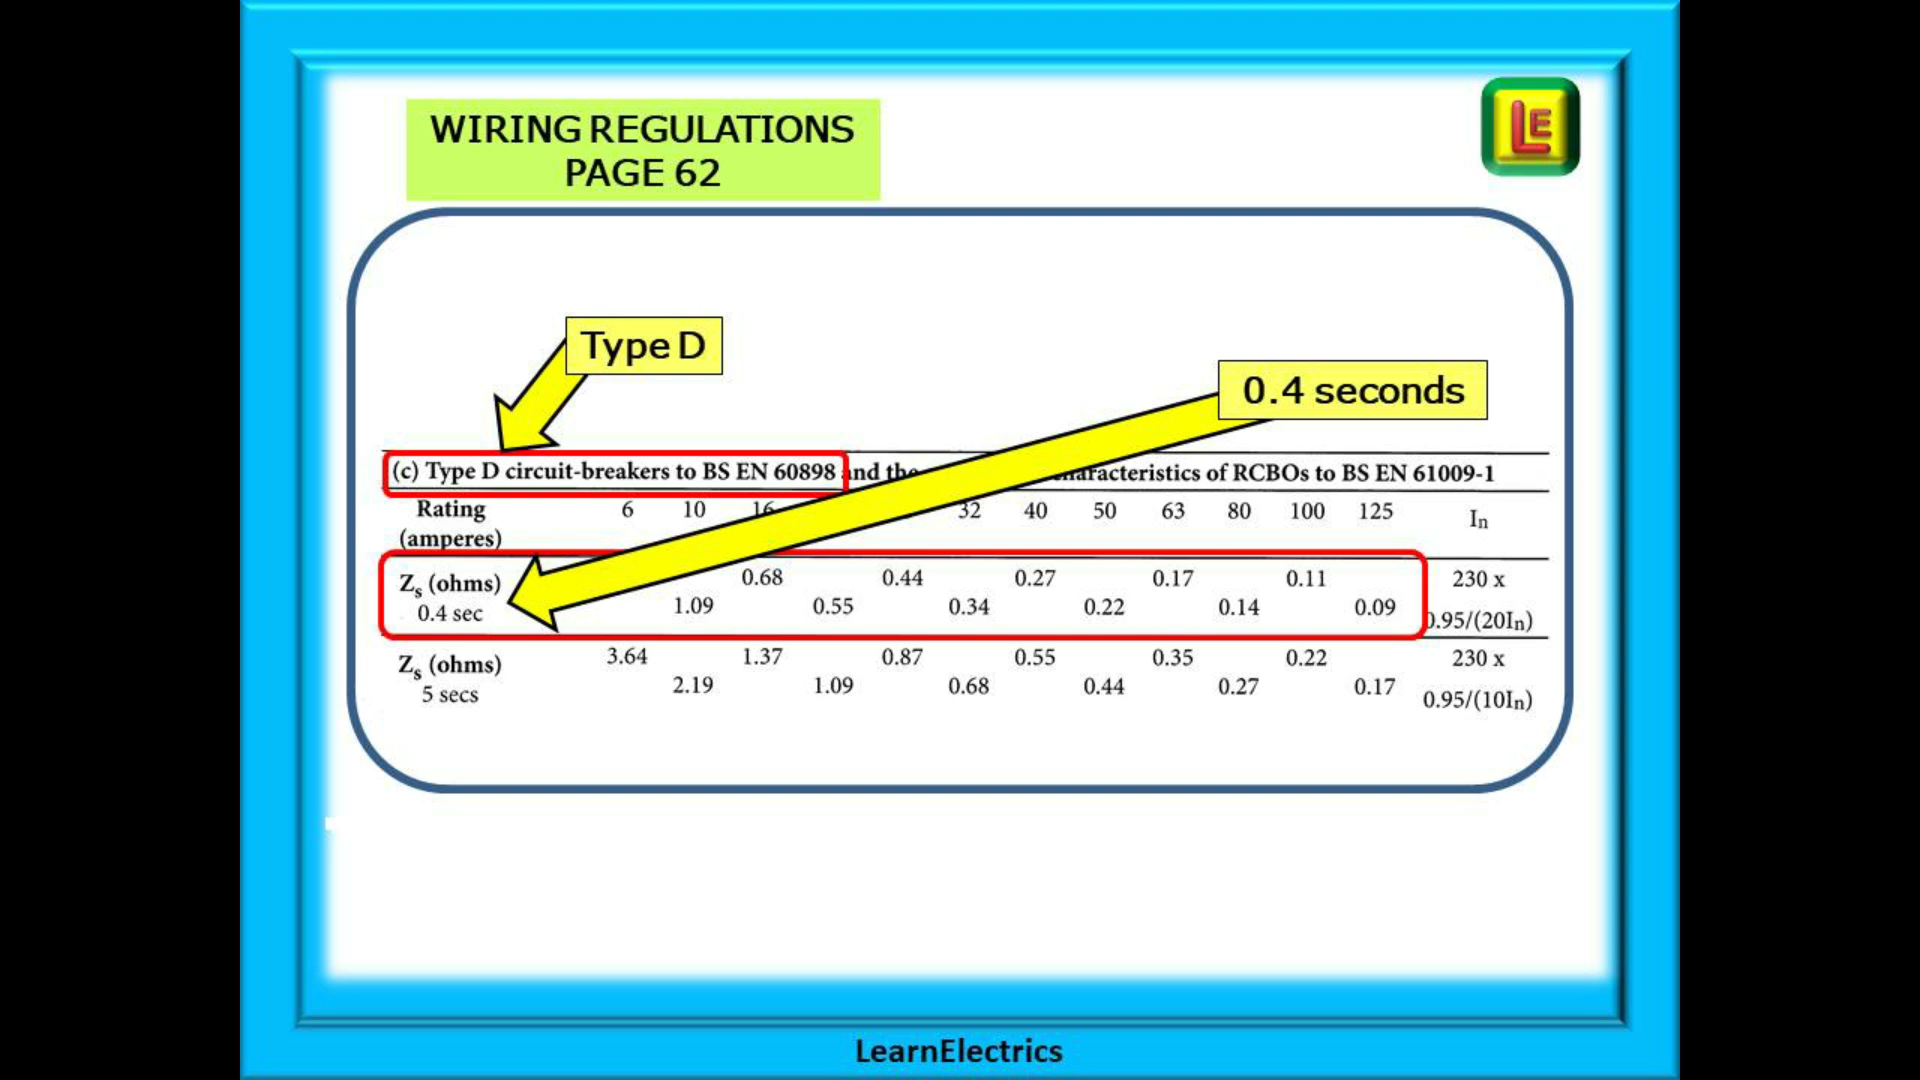 WIRING REGULATIONS
PAGE 62
LE
Type D
0.4 seconds
(c) Type D circuit-breakers to BS EN 60898 and the characteristics of RCBOs to BS EN 61009-1
Rating 6 10 16 32 40 50 63 80 100 125 In
(amperes)
Zs (ohms) 0.68 0.44 0.27 0.17 0.11 230 x
0.4 sec 1.09 0.55 0.34 0.22 0.14 0.09 0.95/(20In)
Zs (ohms) 3.64 1.37 0.87 0.55 0.35 0.22 230 x
5 secs 2.19 1.09 0.68 0.44 0.27 0.17 0.95/(10In)
LearnElectrics